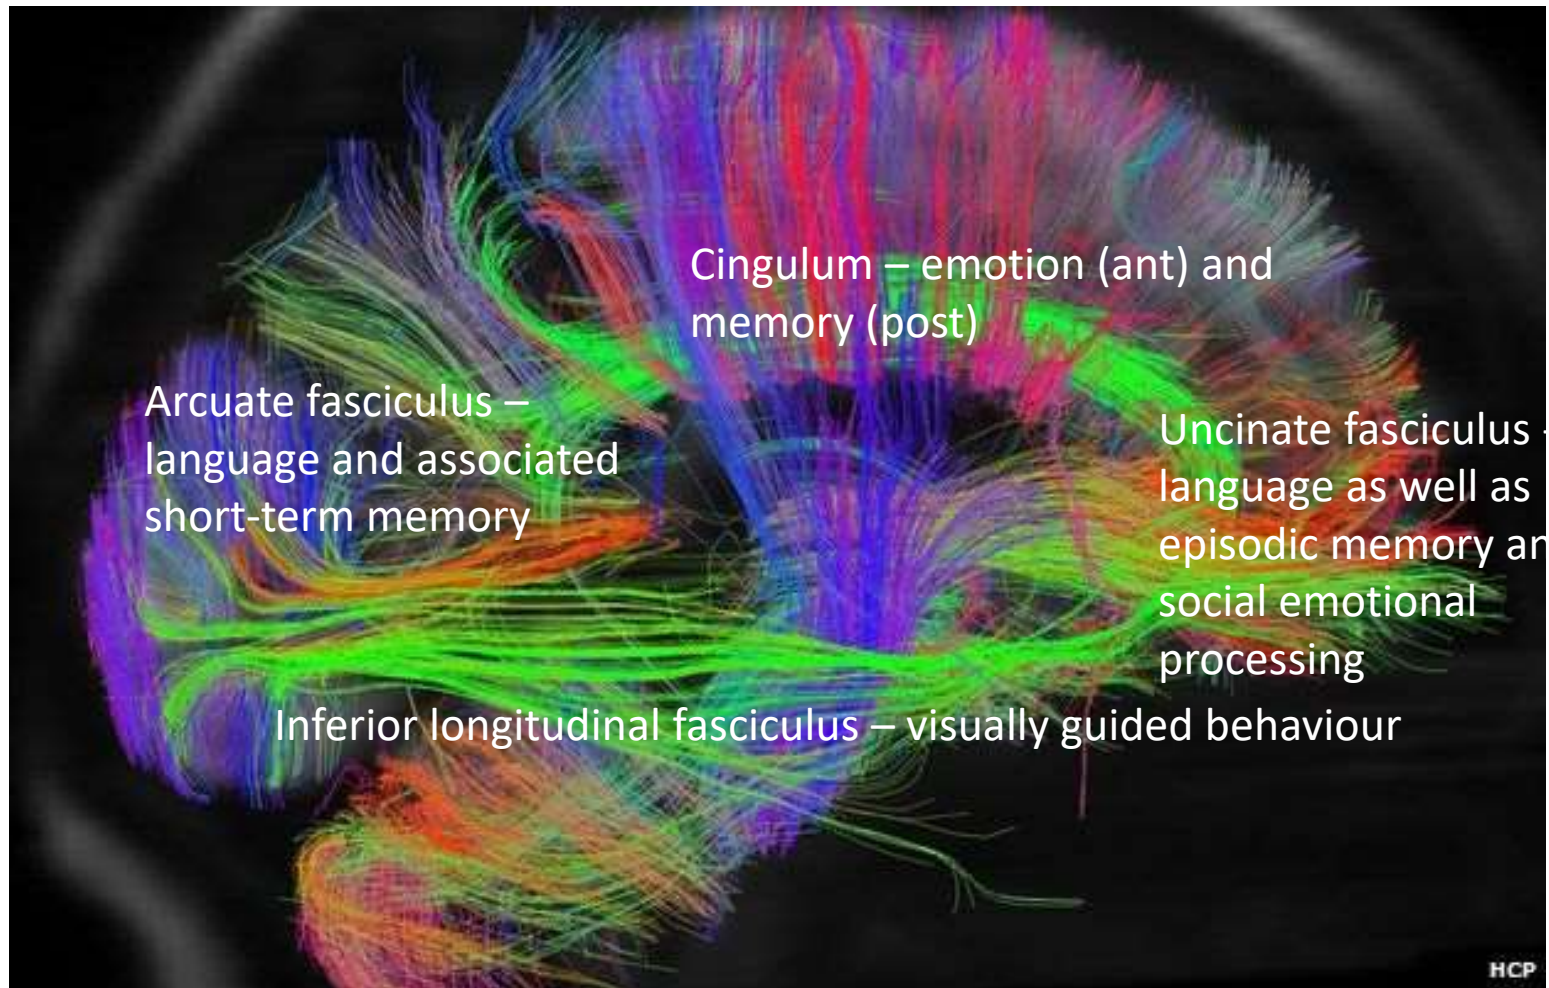 Cingulum – emotion (ant) and
memory (post)
Arcuate fasciculus –
language and associated
short-term memory
Uncinate fasciculus -
language as well as
episodic memory an
social emotional
processing
Inferior longitudinal fasciculus – visually guided behaviour
HCP